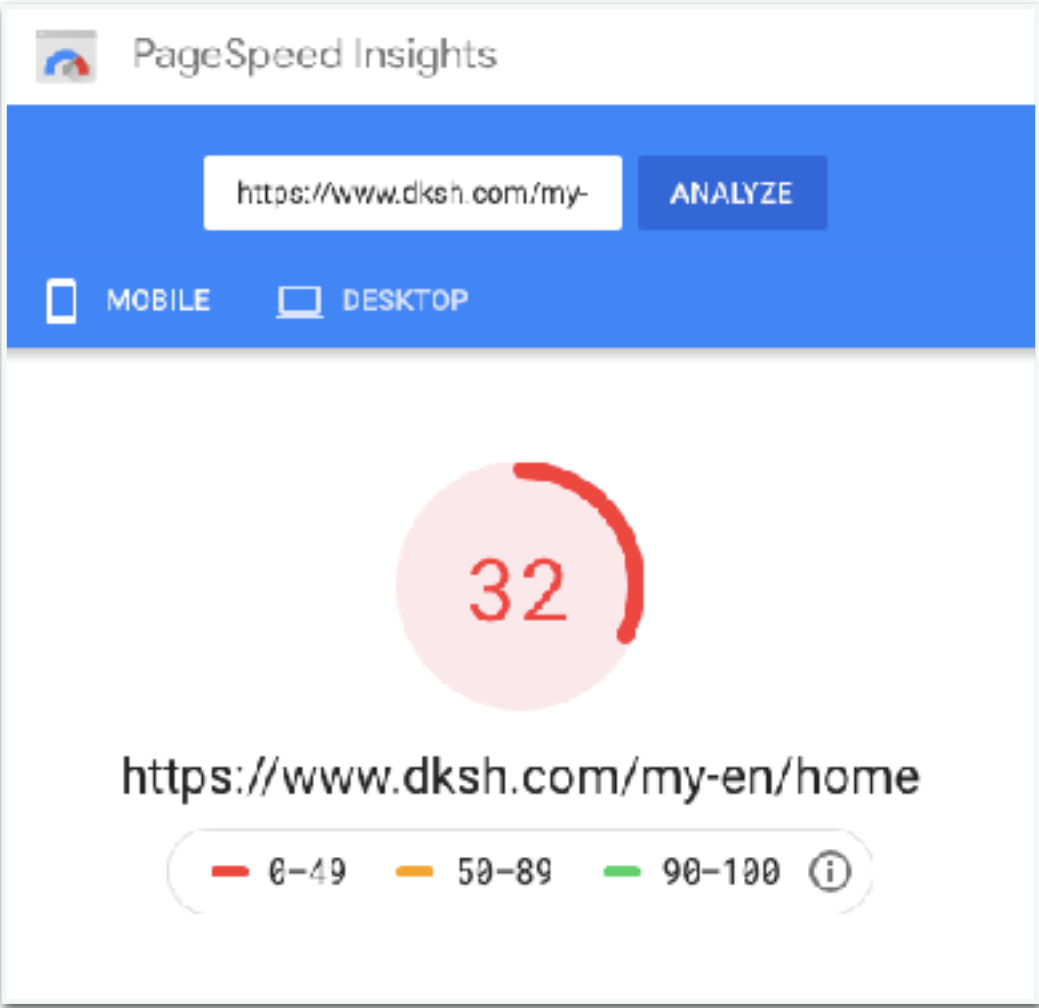 PageSpeed Insights
https://www.dksh.com/my- ANALYZE
MOBILE DESKTOP
32
https://www.dksh.com/my-en/home
0–49 50–89 90–100